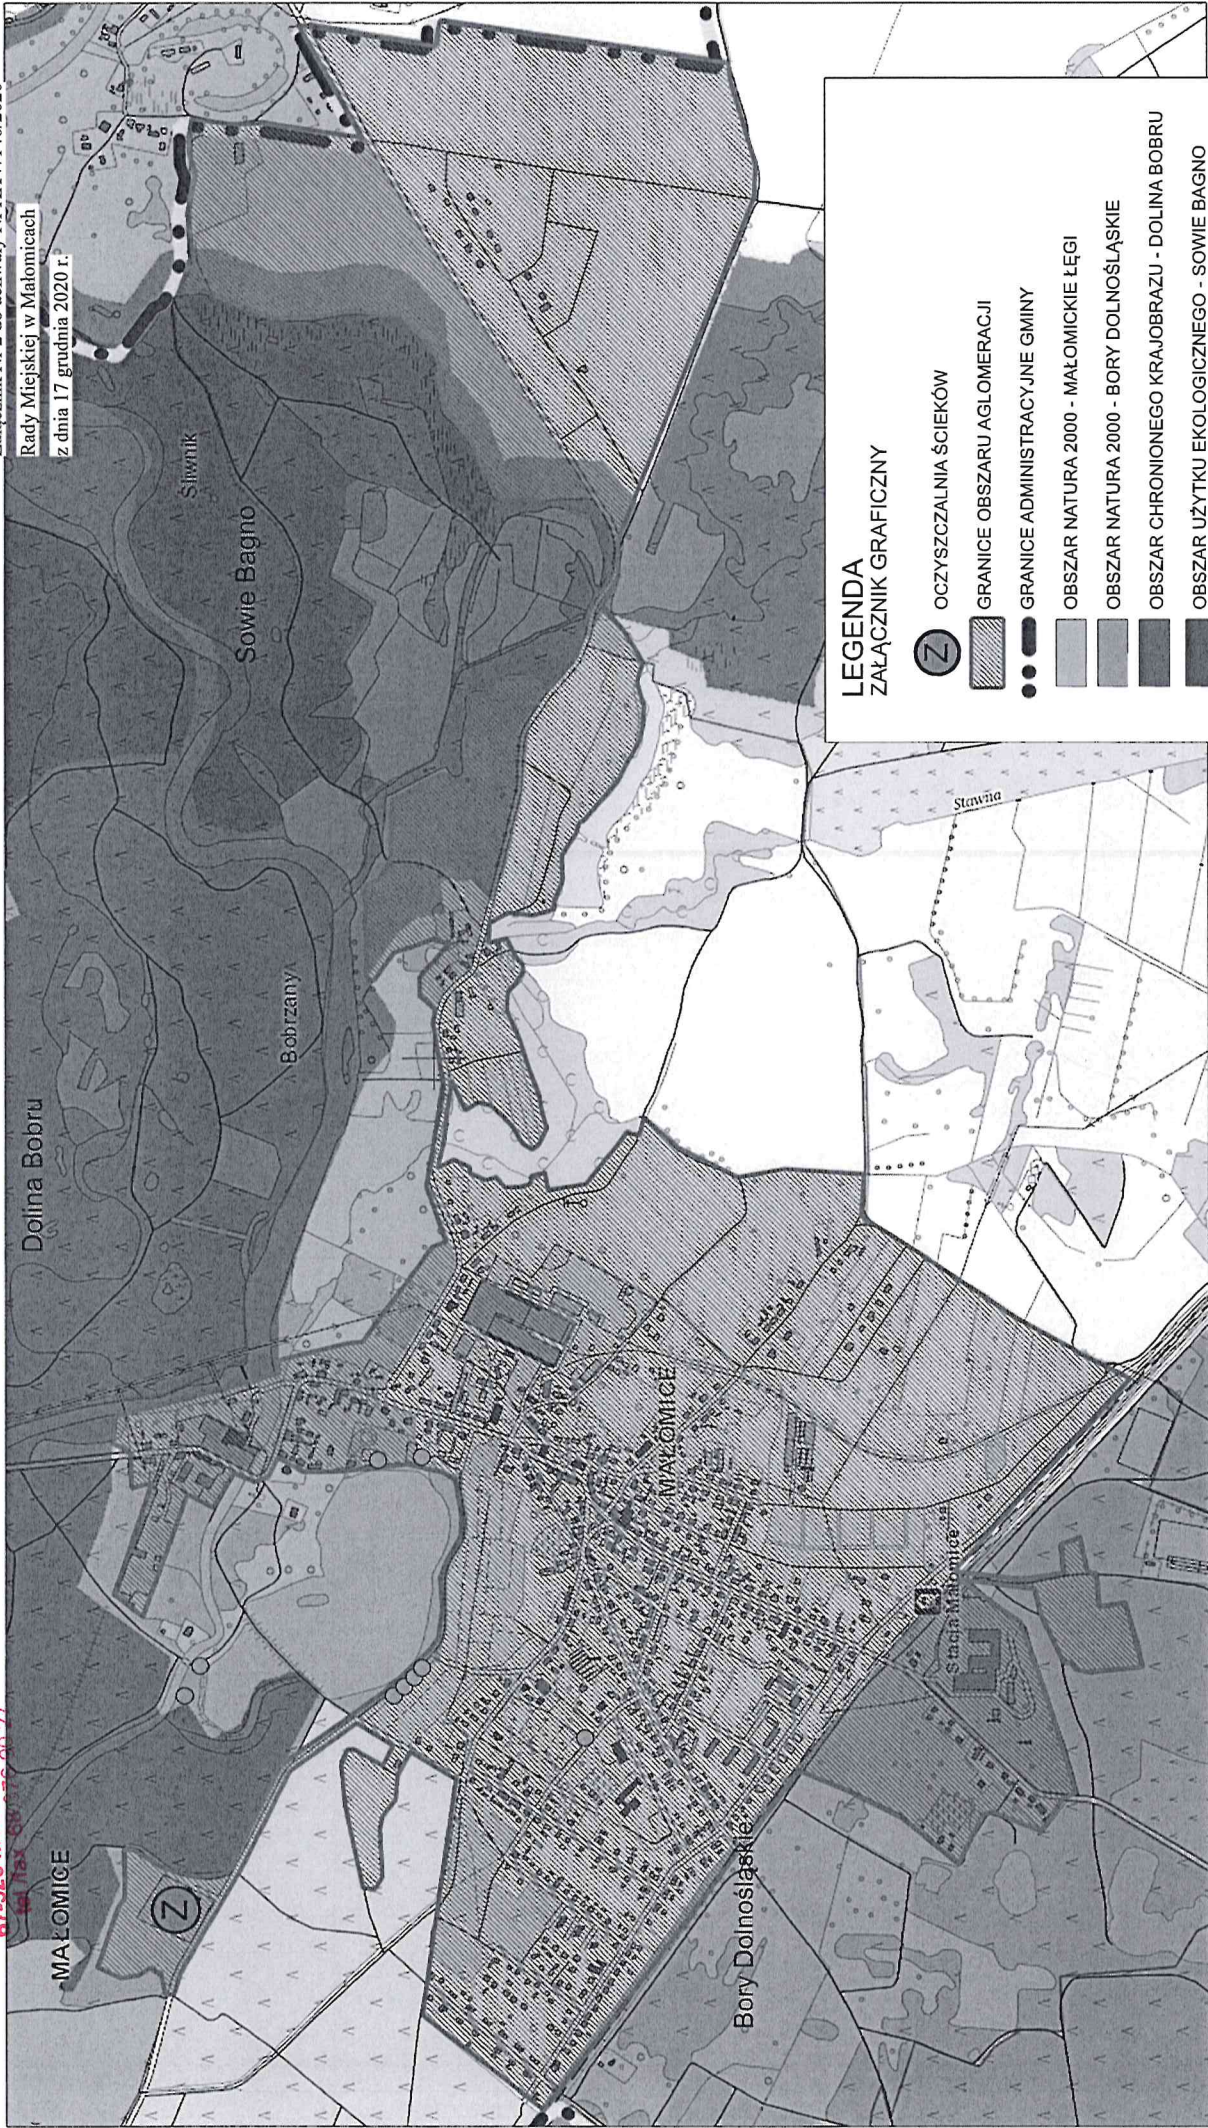 Rady Miejskiej w Małomicach
z dnia 17 grudnia 2020 r.
MAŁOMICE
Dolina Bobru
Sowie Bagno
Śliwnik
Bobrzany
MAŁOMICE
Stacja Małomice
Bory Dolnośląskie
Stawna
Z
LEGENDA
ZAŁĄCZNIK GRAFICZNY
Z OCZYSZCZALNIA ŚCIEKÓW
GRANICE OBSZARU AGLOMERACJI
GRANICE ADMINISTRACYJNE GMINY
OBSZAR NATURA 2000 - MAŁOMICKIE ŁĘGI
OBSZAR NATURA 2000 - BORY DOLNOŚLĄSKIE
OBSZAR CHRONIONEGO KRAJOBRAZU - DOLINA BOBRU
OBSZAR UŻYTKU EKOLOGICZNEGO - SOWIE BAGNO